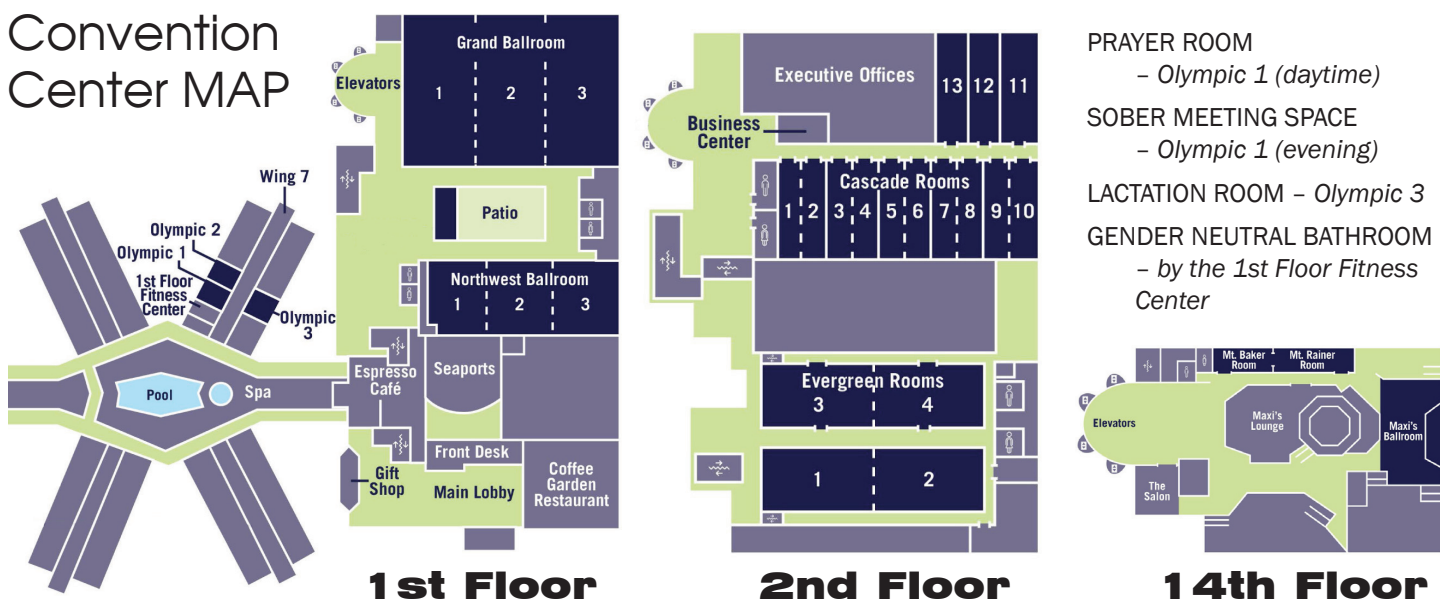 Convention
Center MAP
Grand Ballroom
Elevators
1
2
3
Patio
Northwest Ballroom
1
2
3
Wing 7
Olympic 2
Olympic 1
1st Floor
Fitness
Center
Olympic
3
Espresso
Café
Seaports
Pool
Spa
Front Desk
Gift
Shop
Main Lobby
Coffee
Garden
Restaurant
1st Floor
Executive Offices
13
12
11
Business
Center
Cascade Rooms
1
2
3
4
5
6
7
8
9
10
Evergreen Rooms
3
4
1
2
2nd Floor
PRAYER ROOM
– Olympic 1 (daytime)
SOBER MEETING SPACE
– Olympic 1 (evening)
LACTATION ROOM – Olympic 3
GENDER NEUTRAL BATHROOM
– by the 1st Floor Fitness
Center
Mt. Baker
Room
Mt. Rainer
Room
Elevators
Maxi's
Lounge
Maxi's
Ballroom
The
Salon
14th Floor